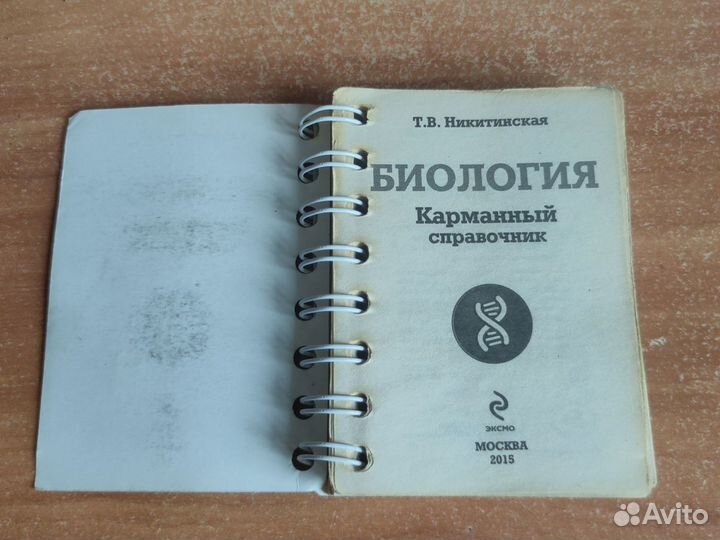 Т.В. Никитинская
БИОЛОГИЯ
Карманный
справочник
ЭКСМО
МОСКВА
2015
Avito